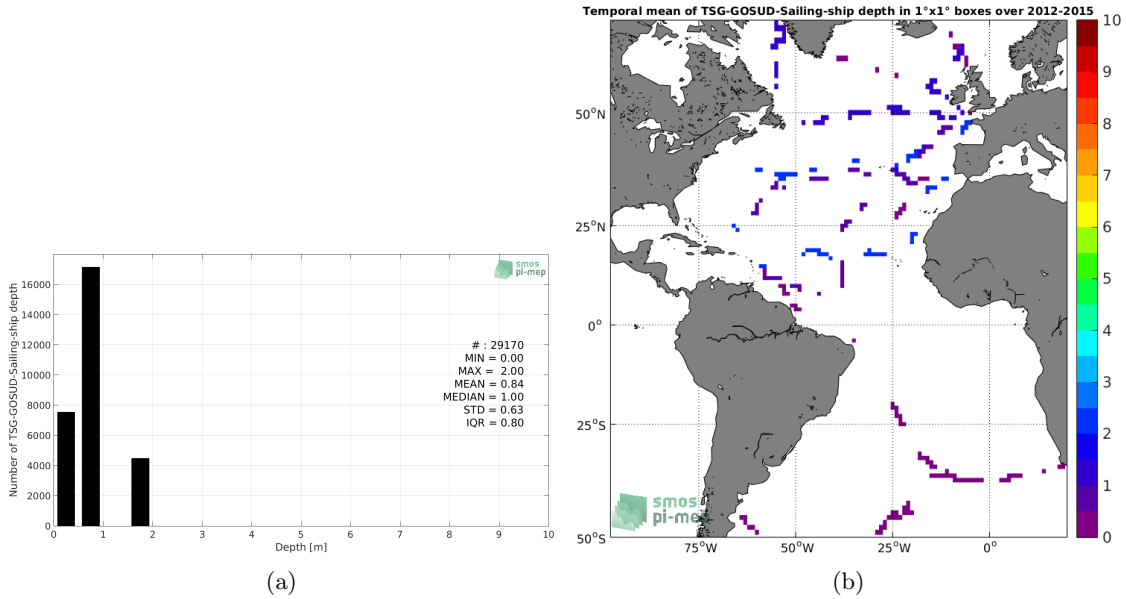 Number of TSG-GOSUD-Sailing-ship depth
16000
14000
12000
10000
8000
6000
4000
2000
0
smos
pi-mep
# : 29170
MIN = 0.00
MAX = 2.00
MEAN = 0.84
MEDIAN = 1.00
STD = 0.63
IQR = 0.80
0 1 2 3 4 5 6 7 8 9 10
Depth [m]
(a)
Temporal mean of TSG-GOSUD-Sailing-ship depth in 1°x1° boxes over 2012-2015
50°N
25°N
0°
25°S
50°S
smos
pi-mep
75°W 50°W 25°W 0°
10
9
8
7
6
5
4
3
2
1
0
(b)